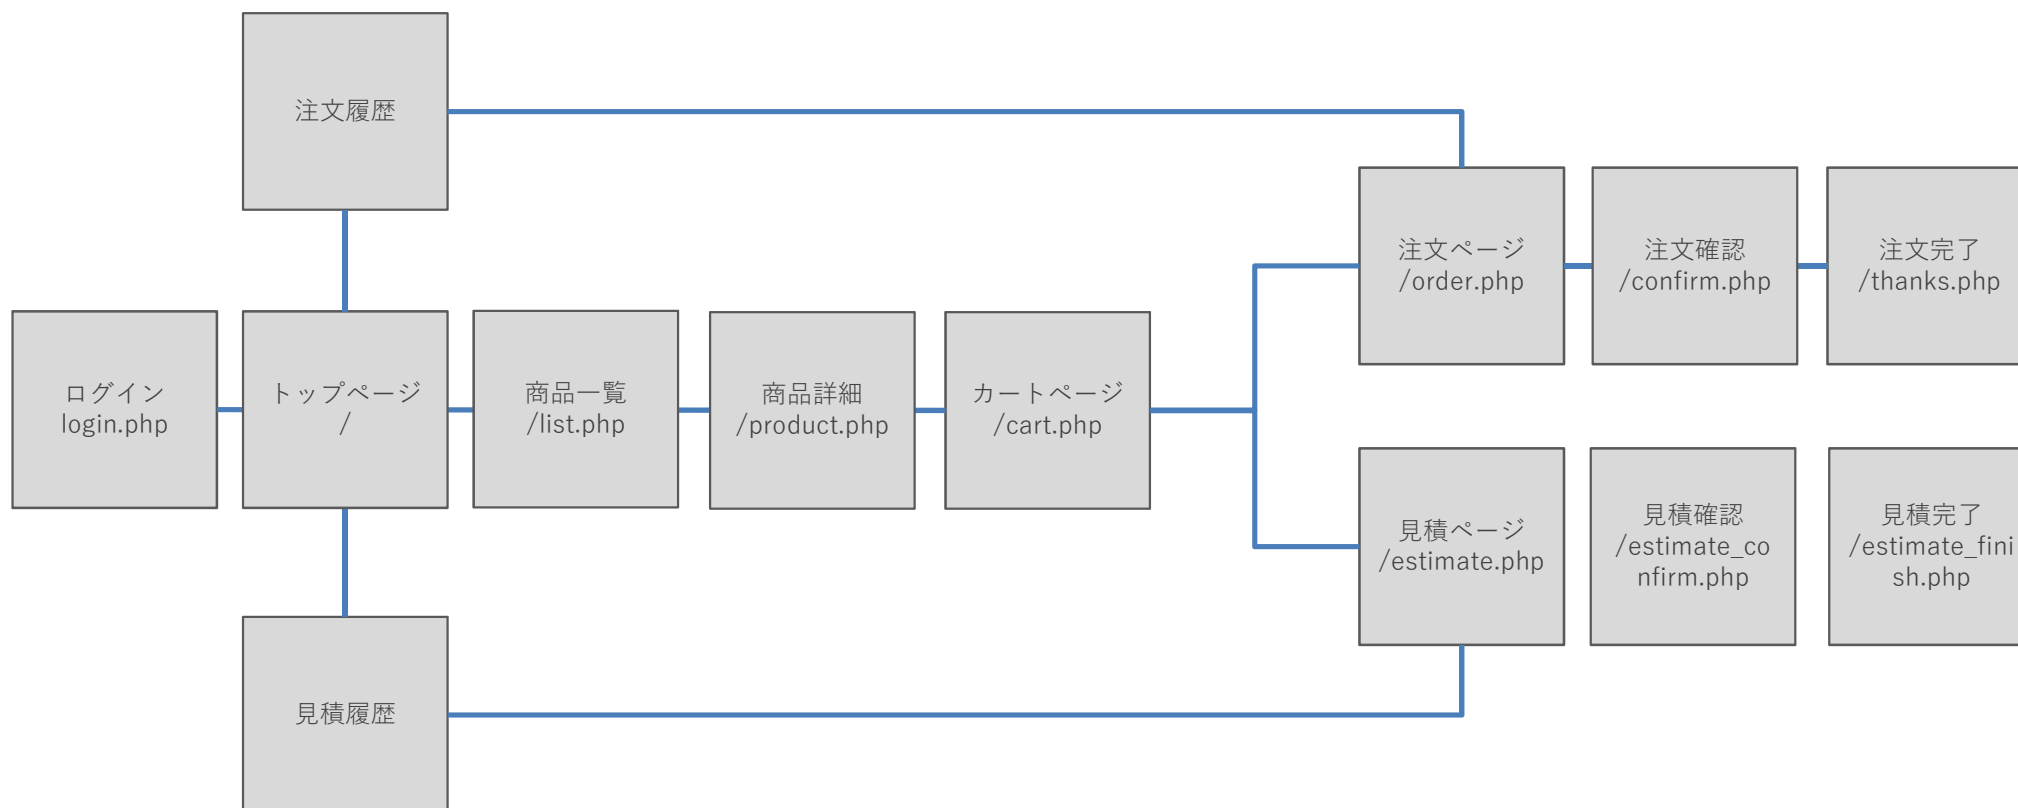 注文履歴
注文ページ
/order.php
注文確認
/confirm.php
注文完了
/thanks.php
ログイン
login.php
トップページ
/
商品一覧
/list.php
商品詳細
/product.php
カートページ
/cart.php
見積ページ
/estimate.php
見積確認
/estimate_co
nfirm.php
見積完了
/estimate_fini
sh.php
見積履歴